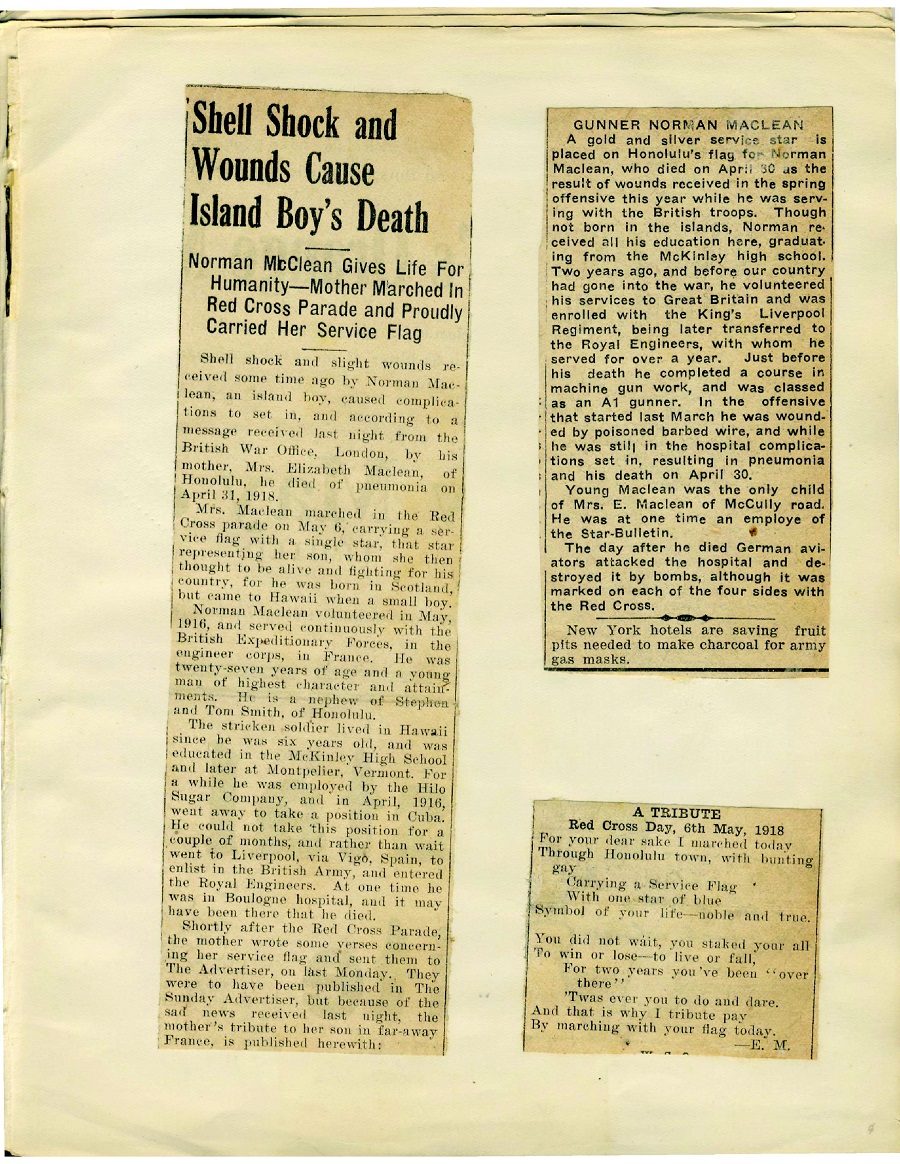 Shell Shock and
Wounds Cause
Island Boy's Death
Norman McClean Gives Life For
Humanity—Mother Marched In
Red Cross Parade and Proudly
Carried Her Service Flag
Shell shock and slight wounds re-
ceived some time ago by Norman Mac-
lean, an island boy, caused complica-
tions to set in, and according to a
message received last night from the
British War Office, London, by his
mother, Mrs. Elizabeth Maclean, of
Honolulu, he died of pneumonia on
April 31, 1918.
Mrs. Maclean marched in the Red
Cross parade on May 6, carrying a ser-
vice flag with a single star, that star
representing her son, whom she then
thought to be alive and fighting for his
country, for he was born in Scotland,
but came to Hawaii when a small boy.
Norman Maclean volunteered in May,
1916, and served continuously with the
British Expeditionary Forces, in the
engineer corps, in France. He was
twenty-seven years of age and a young
man of highest character and attain-
ments. He is a nephew of Stephen
and Tom Smith, of Honolulu.
The stricken soldier lived in Hawaii
since he was six years old, and was
educated in the McKinley High School
and later at Montpelier, Vermont. For
a while he was employed by the Hilo
Sugar Company, and in April, 1916,
went away to take a position in Cuba.
He could not take this position for a
couple of months, and rather than wait
went to Liverpool, via Vigo, Spain, to
enlist in the British Army, and entered
the Royal Engineers. At one time he
was in Boulogne hospital, and it may
have been there that he died.
Shortly after the Red Cross Parade,
the mother wrote some verses concern-
ing her service flag and sent them to
The Advertiser, on last Monday. They
were to have been published in The
Sunday Advertiser, but because of the
sad news received last night, the
mother's tribute to her son in far-away
France, is published herewith:
GUNNER NORMAN MACLEAN
A gold and silver service star is
placed on Honolulu's flag for Norman
Maclean, who died on April 30 as the
result of wounds received in the spring
offensive this year while he was serv-
ing with the British troops. Though
not born in the islands, Norman re-
ceived all his education here, graduat-
ing from the McKinley high school.
Two years ago, and before our country
had gone into the war, he volunteered
his services to Great Britain and was
enrolled with the King's Liverpool
Regiment, being later transferred to
the Royal Engineers, with whom he
served for over a year. Just before
his death he completed a course in
machine gun work, and was classed
as an A1 gunner. In the offensive
that started last March he was wound-
ed by poisoned barbed wire, and while
he was still in the hospital complica-
tions set in, resulting in pneumonia
and his death on April 30.
Young Maclean was the only child
of Mrs. E. Maclean of McCully road.
He was at one time an employe of
the Star-Bulletin.
The day after he died German avi-
ators attacked the hospital and de-
stroyed it by bombs, although it was
marked on each of the four sides with
the Red Cross.
New York hotels are saving fruit
pits needed to make charcoal for army
gas masks.
A TRIBUTE
Red Cross Day, 6th May, 1918
For your dear sake I marched today
Through Honolulu town, with bunting
gay
Carrying a Service Flag
With one star of blue
Symbol of your life—noble and true.
You did not wait, you staked your all
To win or lose—to live or fall,
For two years you've been "over
there"
'Twas ever you to do and dare.
And that is why I tribute pay
By marching with your flag today.
—E. M.